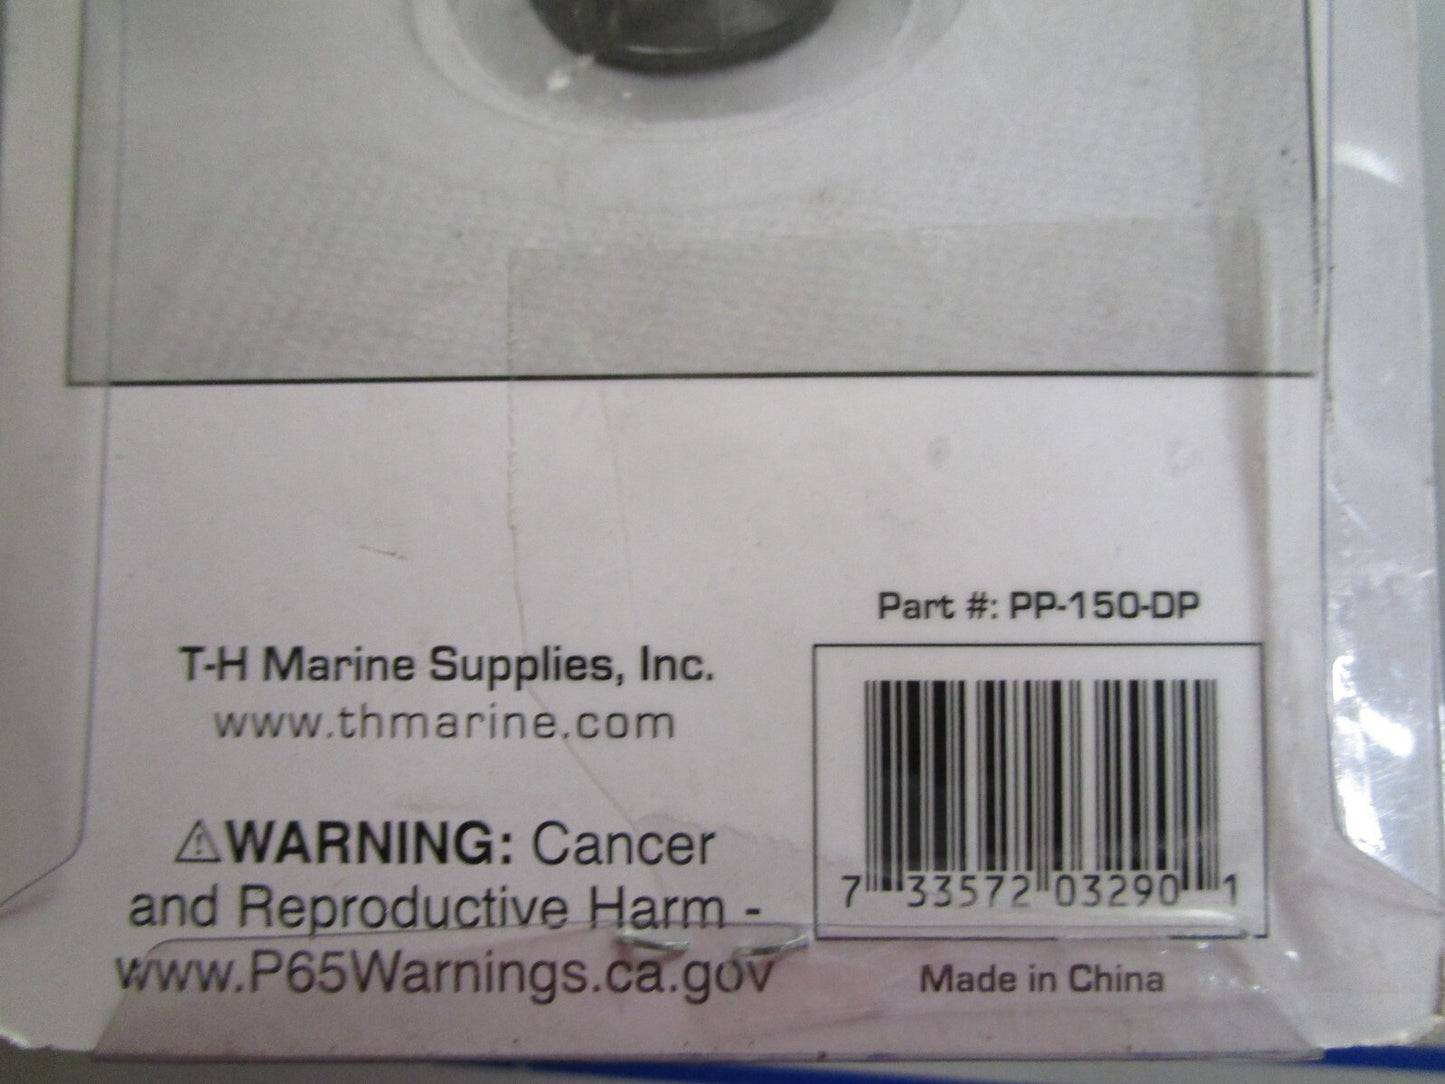 Part #: PP-150-DP
T-H Marine Supplies, Inc.
www.thmarine.com
⚠WARNING: Cancer
and Reproductive Harm -
www.P65Warnings.ca.gov
7 33572 03290 1
Made in China